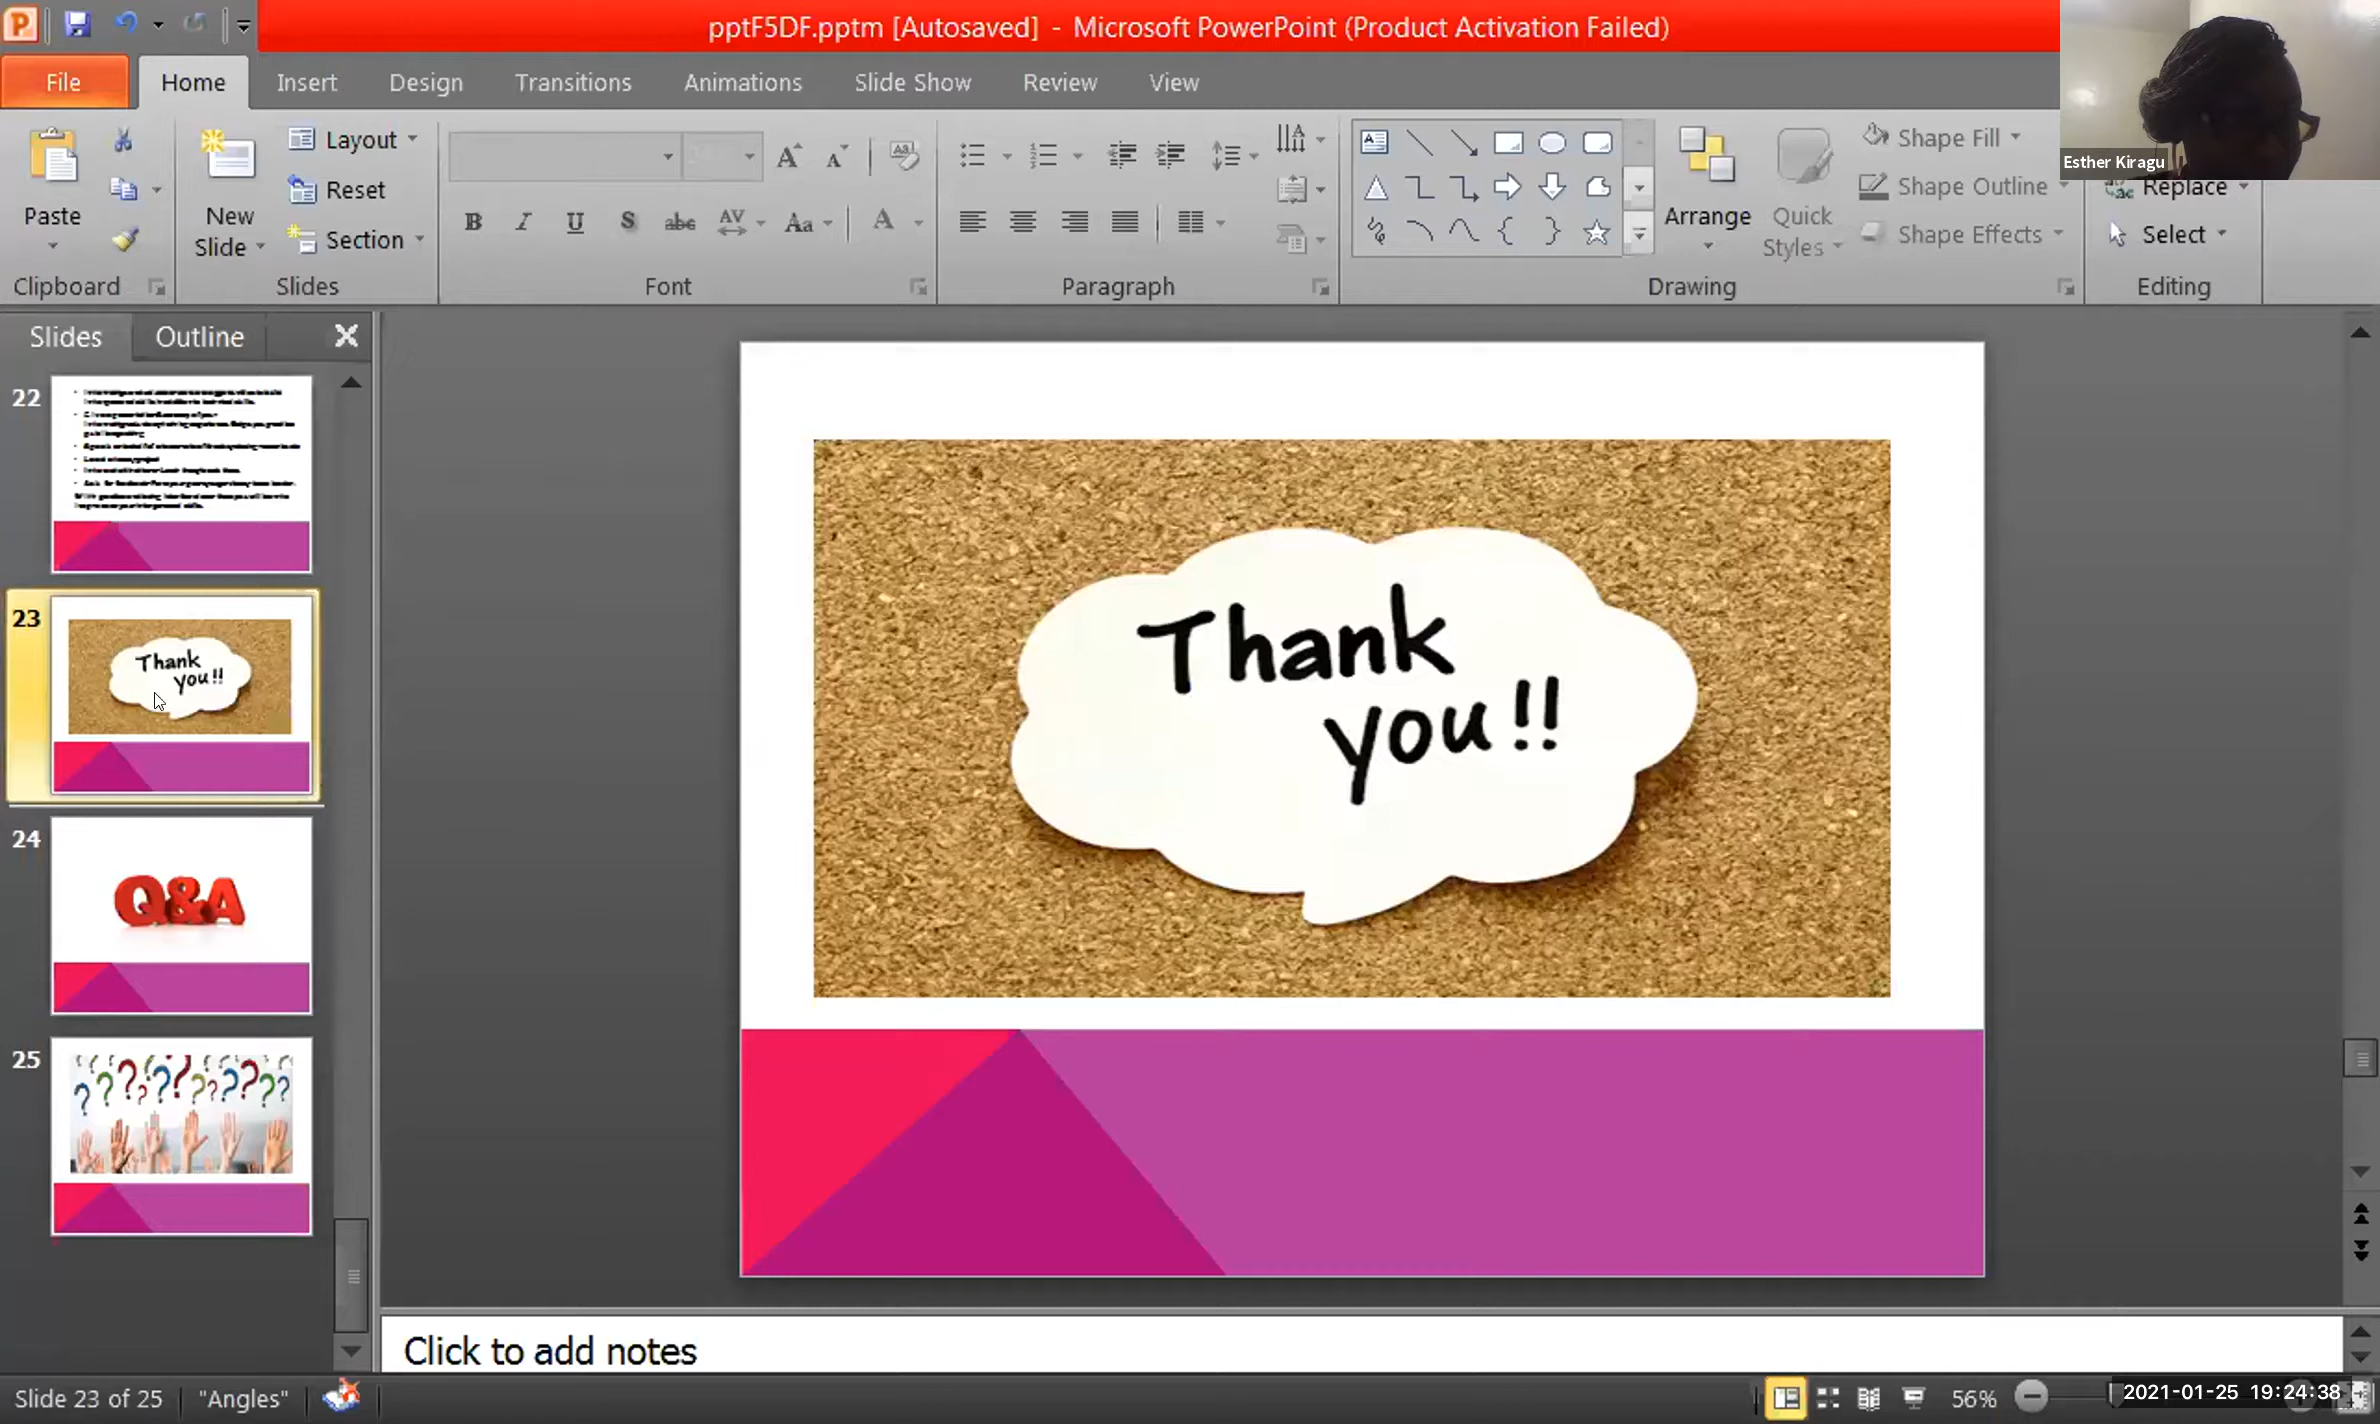 pptF5DF.pptm [Autosaved] - Microsoft PowerPoint (Product Activation Failed)
File Home Insert Design Transitions Animations Slide Show Review View
Esther Kiragu
Paste
New Slide
Layout
Reset
Section
Arrange
Quick Styles
Shape Fill
Shape Outline
Shape Effects
Replace
Select
Clipboard Slides Font Paragraph Drawing Editing
Slides Outline
22
23
Thank
you!!
24
Q&A
25
Thank
you!!
Click to add notes
Slide 23 of 25 "Angles" 56%
2021-01-25 19:24:38